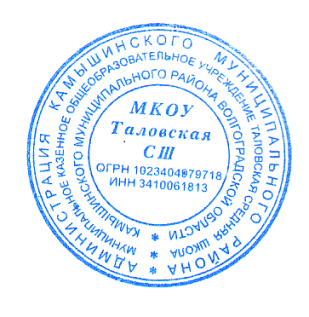 АДМИНИСТРАЦИЯ КАМЫШИНСКОГО МУНИЦИПАЛЬНОГО РАЙОНА *
МУНИЦИПАЛЬНОЕ КАЗЕННОЕ ОБЩЕОБРАЗОВАТЕЛЬНОЕ УЧРЕЖДЕНИЕ ТАЛОВСКАЯ СРЕДНЯЯ ШКОЛА *
КАМЫШИНСКОГО МУНИЦИПАЛЬНОГО РАЙОНА ВОЛГОГРАДСКОЙ ОБЛАСТИ *
МКОУ
Таловская
СШ
ОГРН 1023404979718
ИНН 3410061813